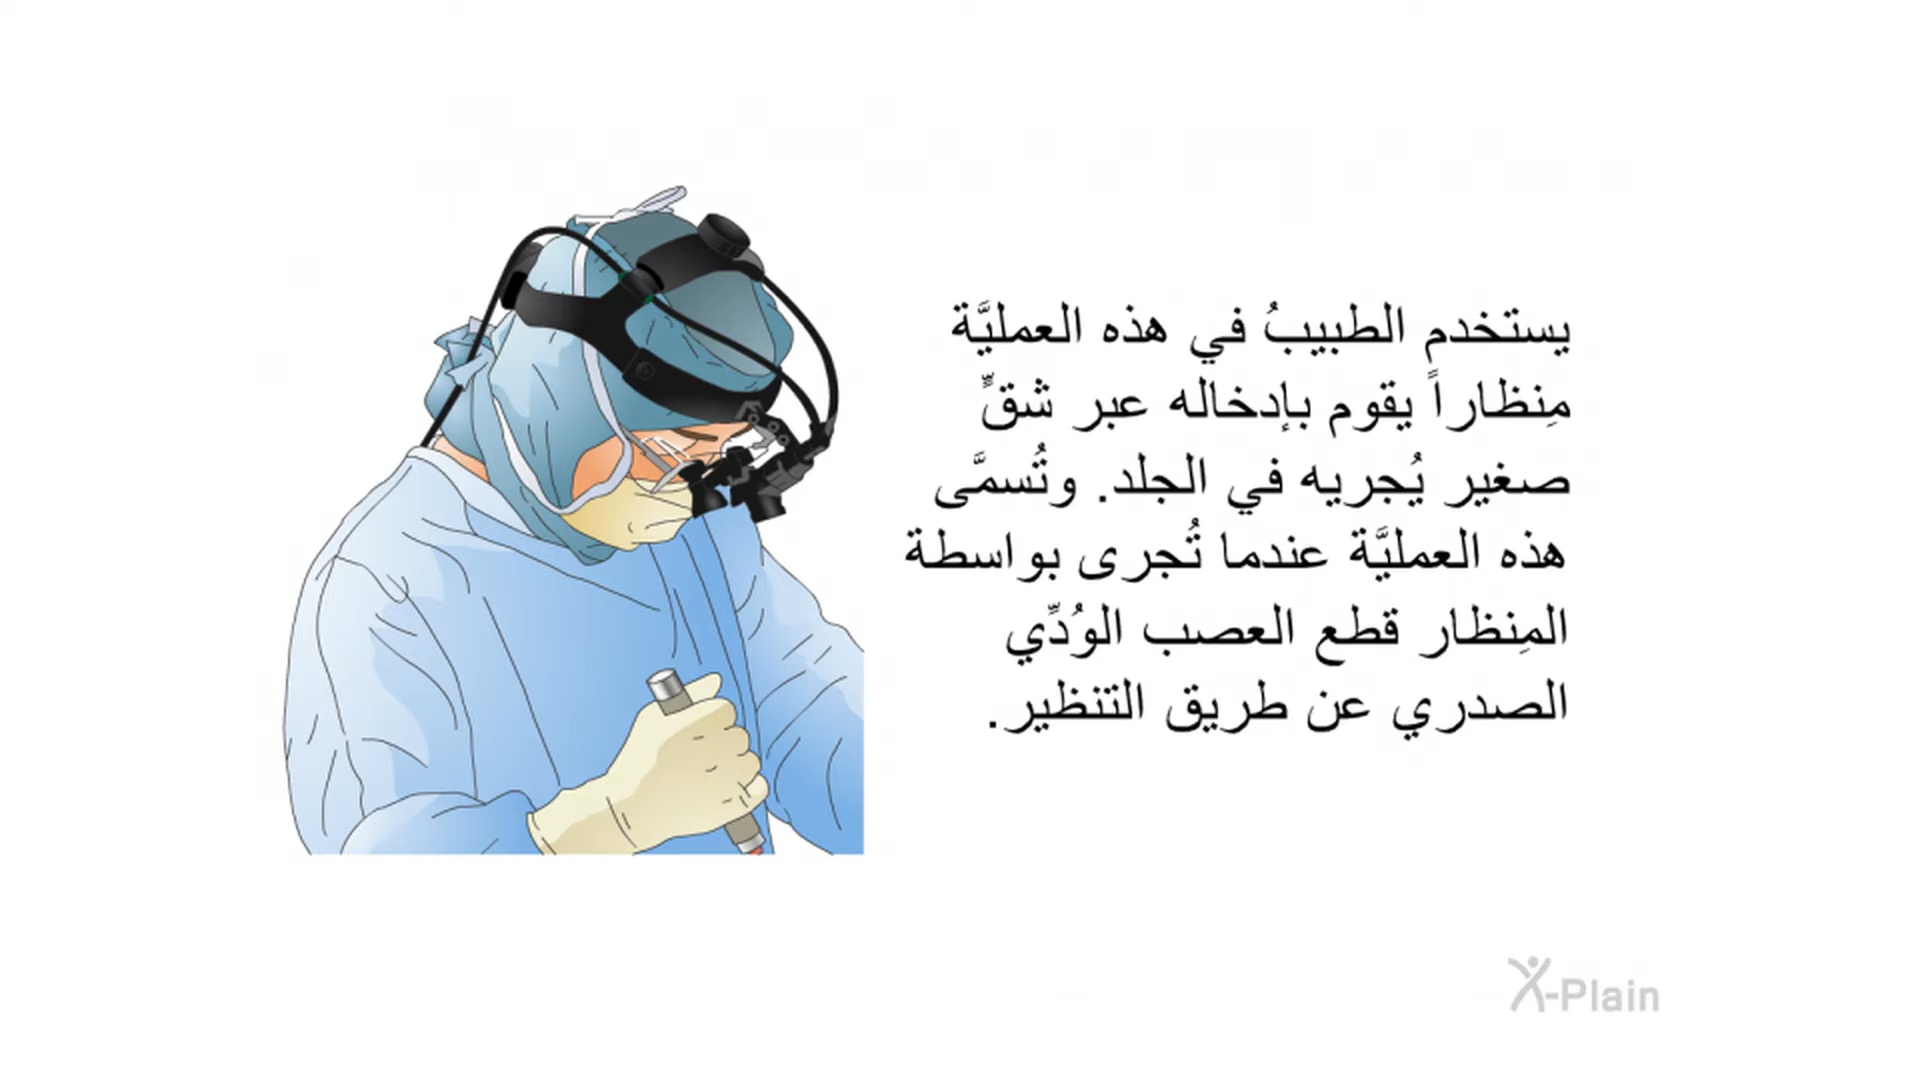 يستخدم الطبيبُ في هذه العمليَّة
مِنظاراً يقوم بإدخاله عبر شقٍّ
صغير يُجريه في الجلد. وتُسمَّى
هذه العمليَّة عندما تُجرى بواسطة
المِنظار قطع العصب الوُدِّي
الصدري عن طريق التنظير.
X-Plain